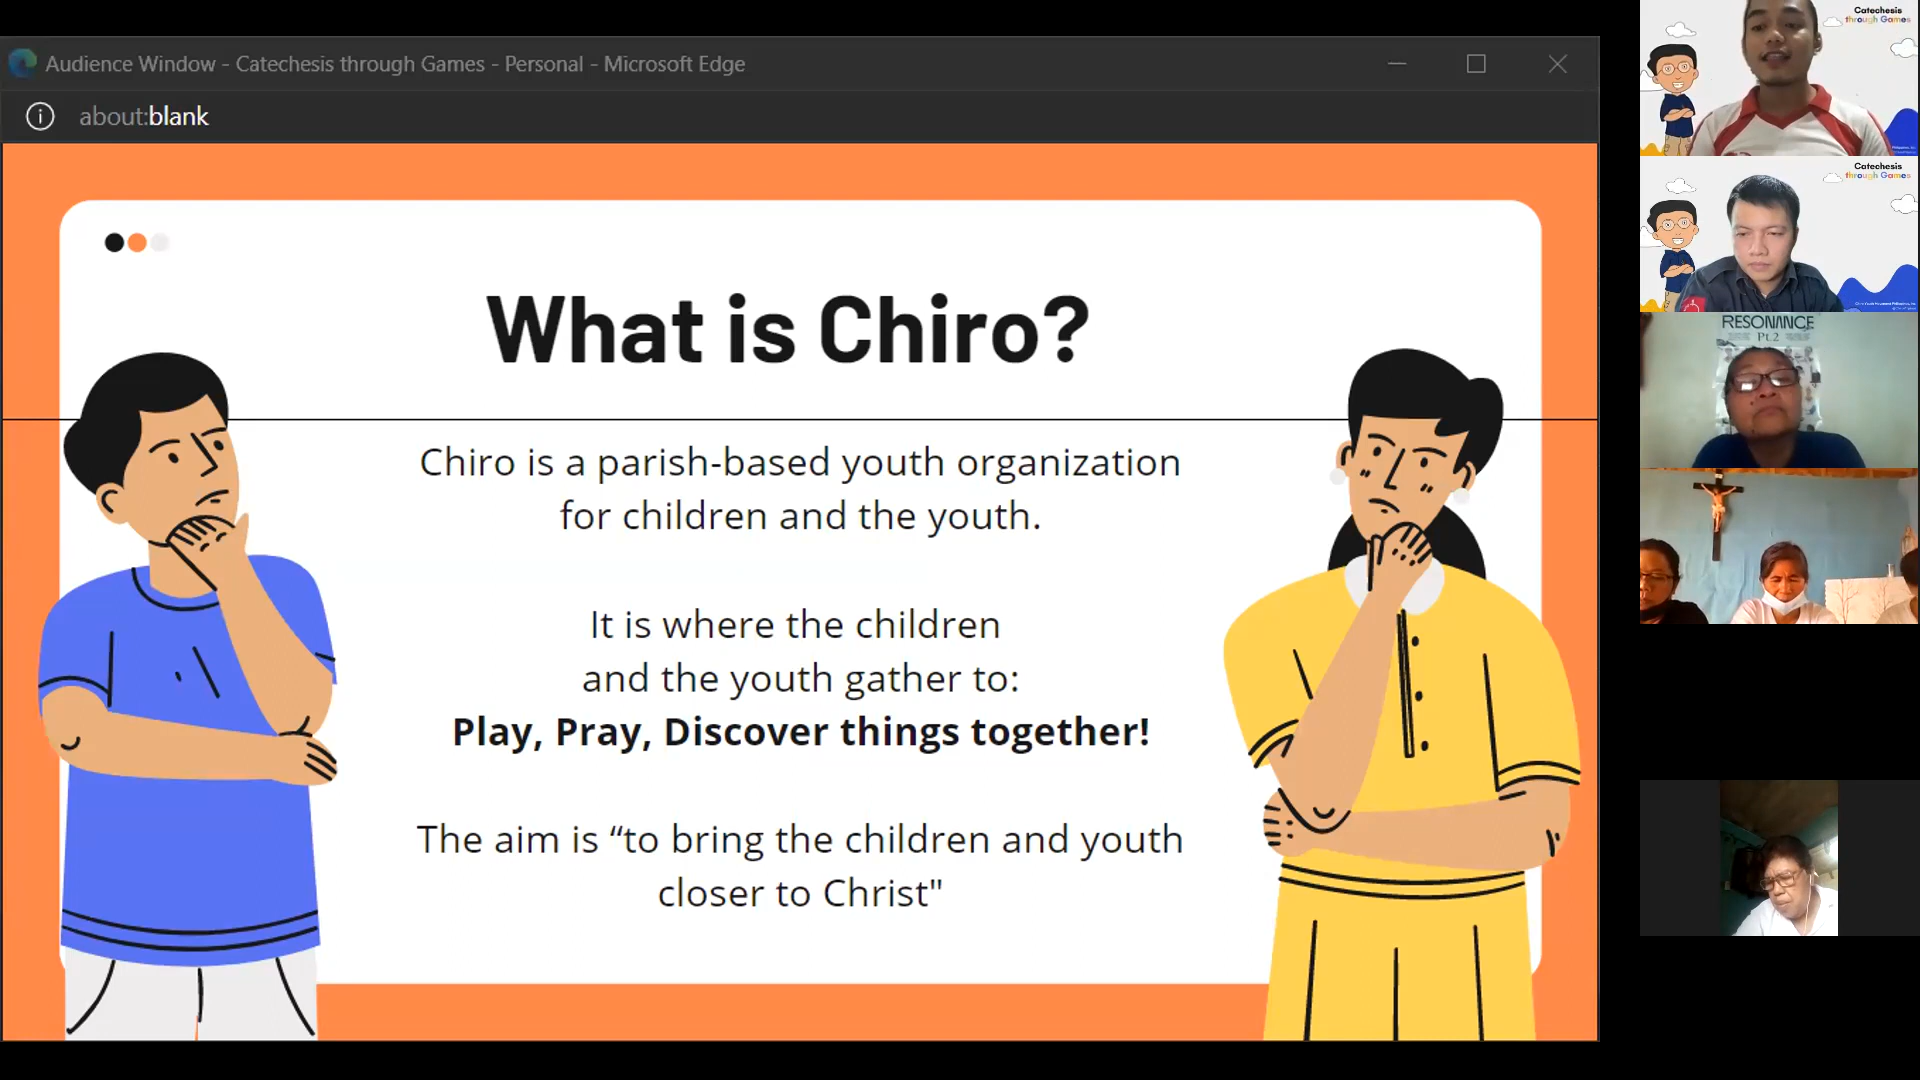 Audience Window - Catechesis through Games - Personal - Microsoft Edge
about:blank
What is Chiro?
Chiro is a parish-based youth organization
for children and the youth.
It is where the children
and the youth gather to:
Play, Pray, Discover things together!
The aim is “to bring the children and youth
closer to Christ"
Catechesis
through Games
Catechesis
through Games
RESONANCE
Pt.2